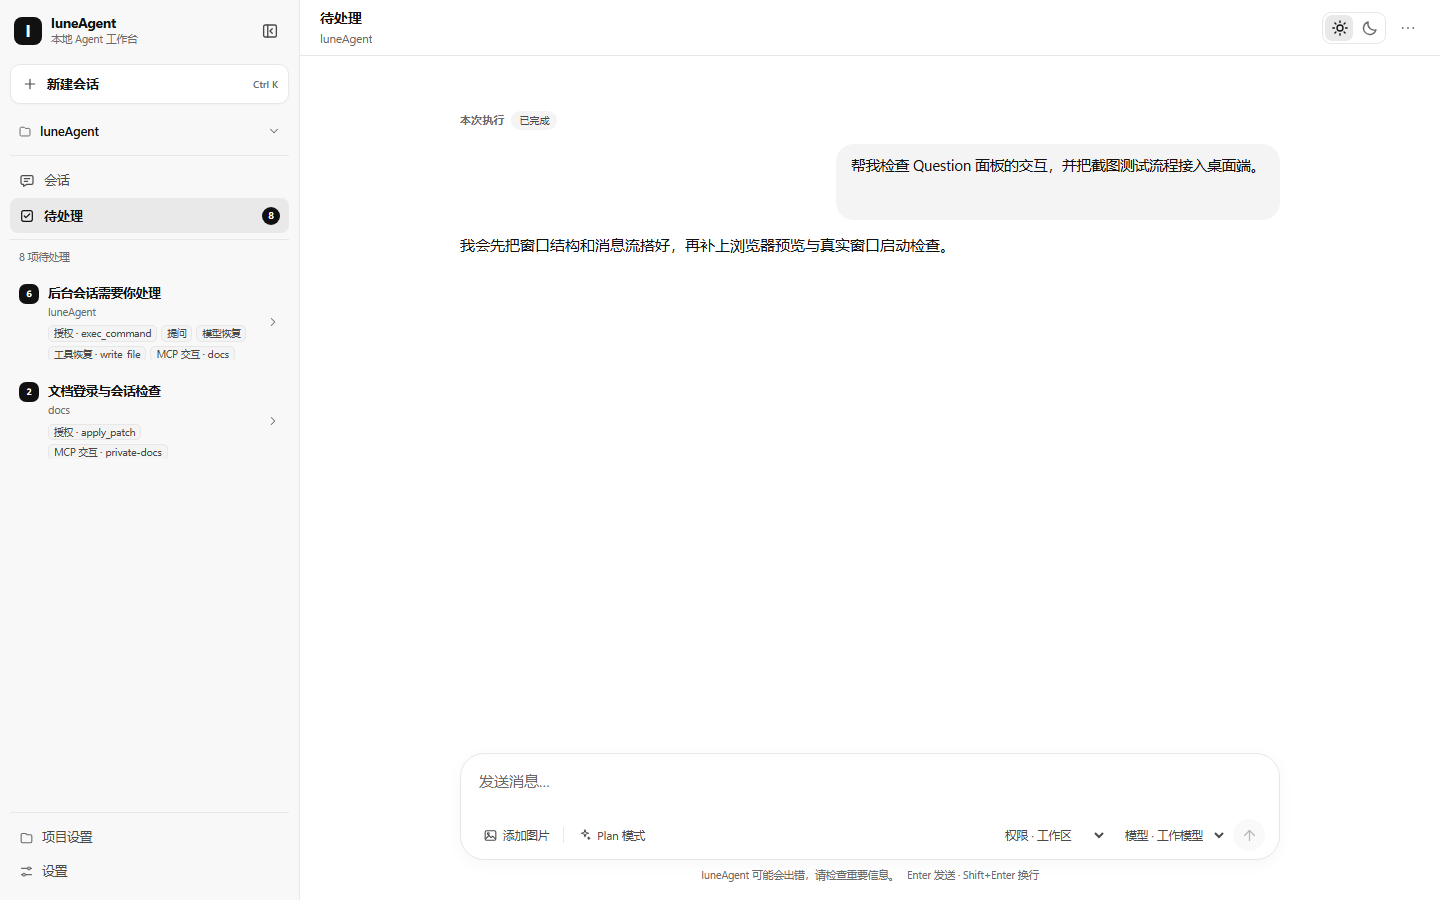 l
luneAgent
本地 Agent 工作台
新建会话
Ctrl K
luneAgent
会话
待处理
8
8 项待处理
6
后台会话需要你处理
luneAgent
授权 · exec_command
提问
模型恢复
工具恢复 · write_file
MCP 交互 · docs
2
文档登录与会话检查
docs
授权 · apply_patch
MCP 交互 · private-docs
项目设置
设置
待处理
luneAgent
本次执行
已完成
帮我检查 Question 面板的交互，并把截图测试流程接入桌面端。
我会先把窗口结构和消息流搭好，再补上浏览器预览与真实窗口启动检查。
发送消息...
添加图片
Plan 模式
权限 · 工作区
模型 · 工作模型
luneAgent 可能会出错，请检查重要信息。 Enter 发送 · Shift+Enter 换行